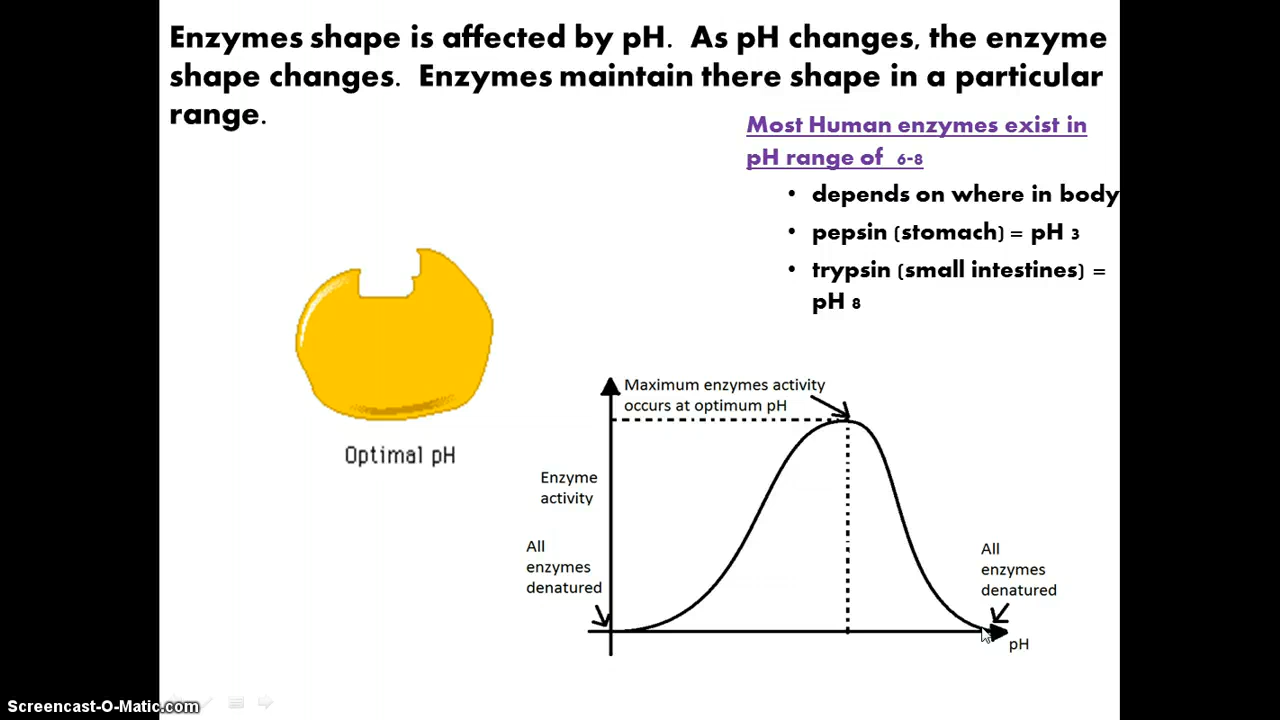 Enzymes shape is affected by pH.  As pH changes, the enzyme
shape changes.  Enzymes maintain there shape in a particular
range.
Most Human enzymes exist in
pH range of  6-8
• depends on where in body
• pepsin (stomach) = pH 3
• trypsin (small intestines) =
pH 8
Optimal pH
Maximum enzymes activity
occurs at optimum pH
Enzyme
activity
All
enzymes
denatured
All
enzymes
denatured
pH
Screencast-O-Matic.com